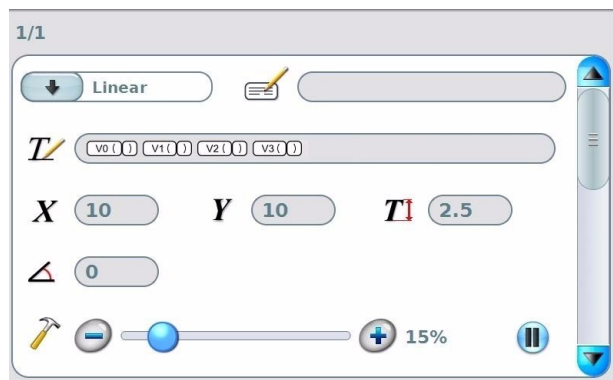 1/1
Linear
T V0 ( ) ) V1 ( ) ) V2 ( ) ) V3 ( ) )
X 10 Y 10 T 2.5
0
15%